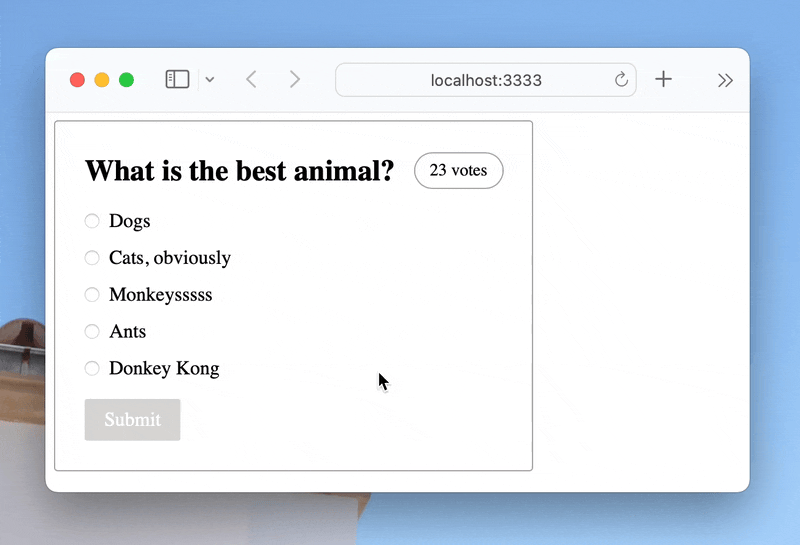 localhost:3333
What is the best animal?
23 votes
Dogs
Cats, obviously
Monkeysssss
Ants
Donkey Kong
Submit